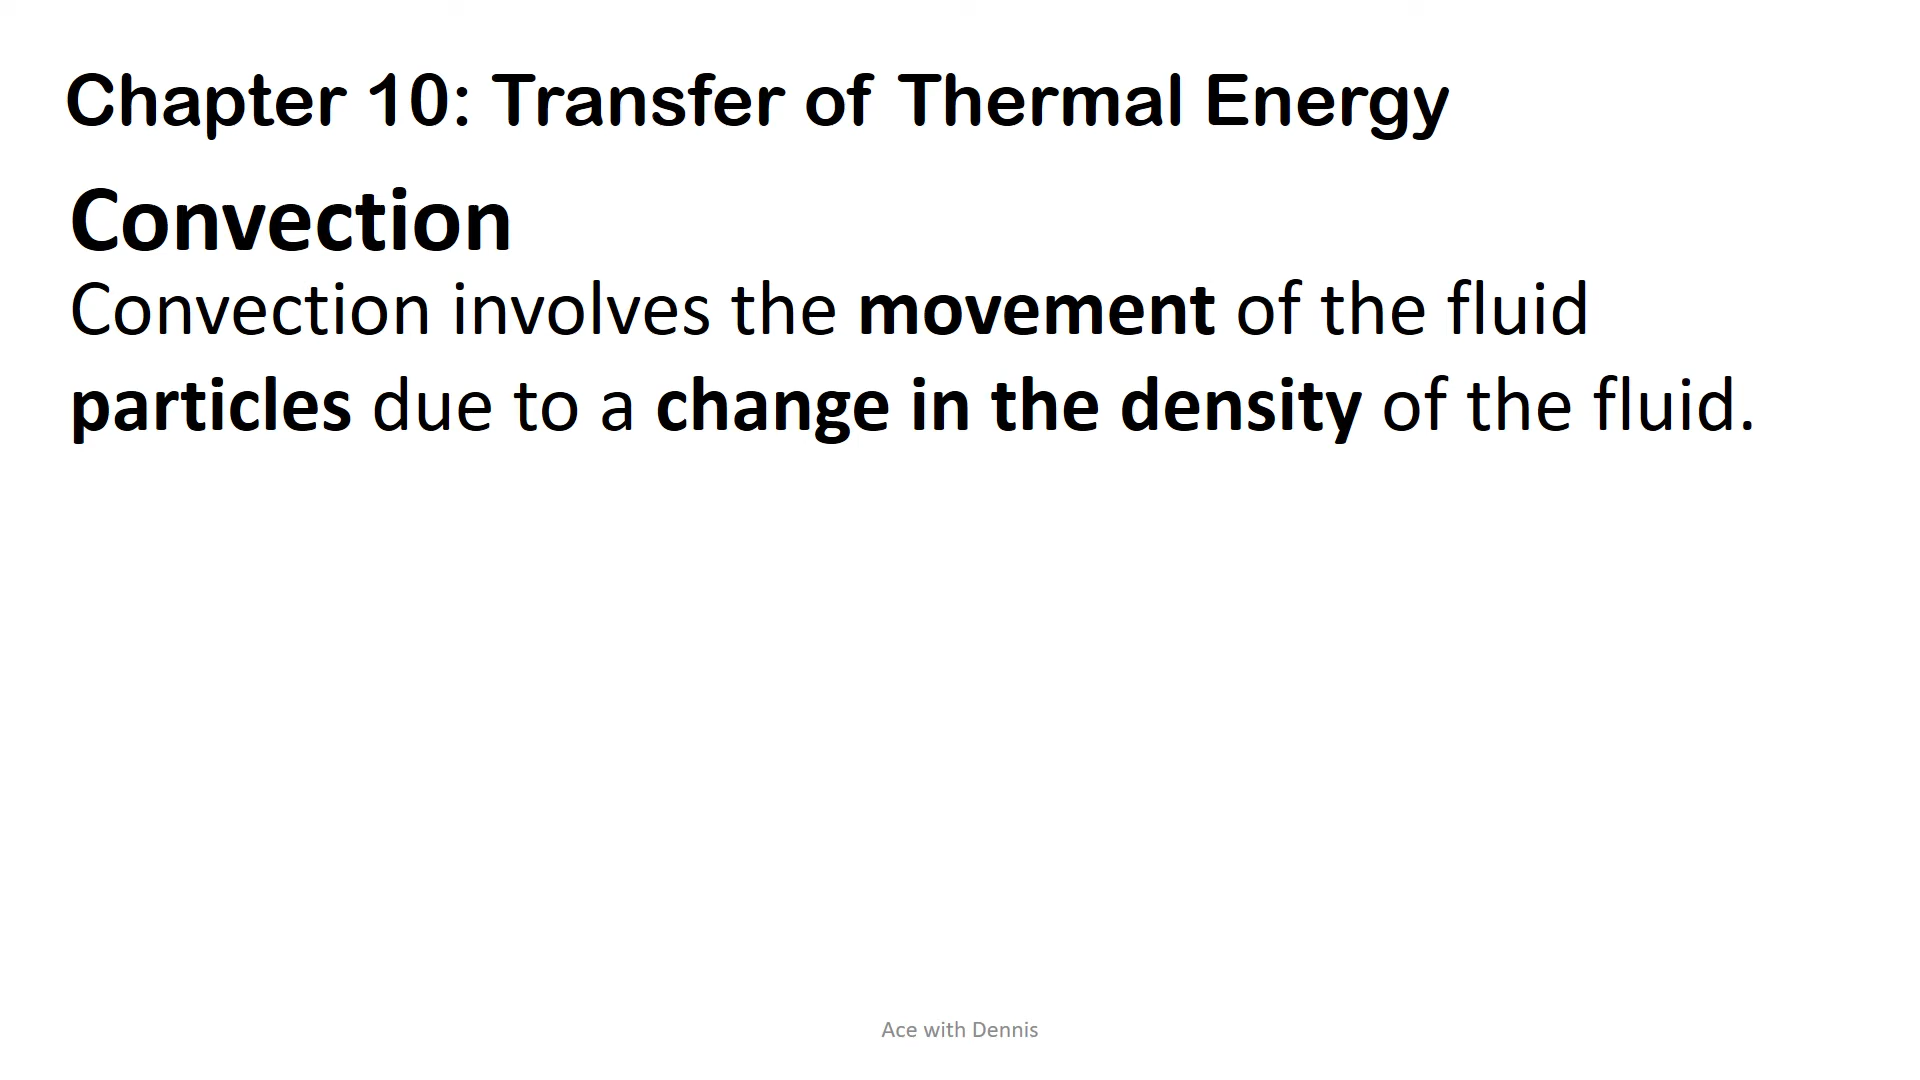 Chapter 10: Transfer of Thermal Energy
Convection
Convection involves the movement of the fluid
particles due to a change in the density of the fluid.
Ace with Dennis